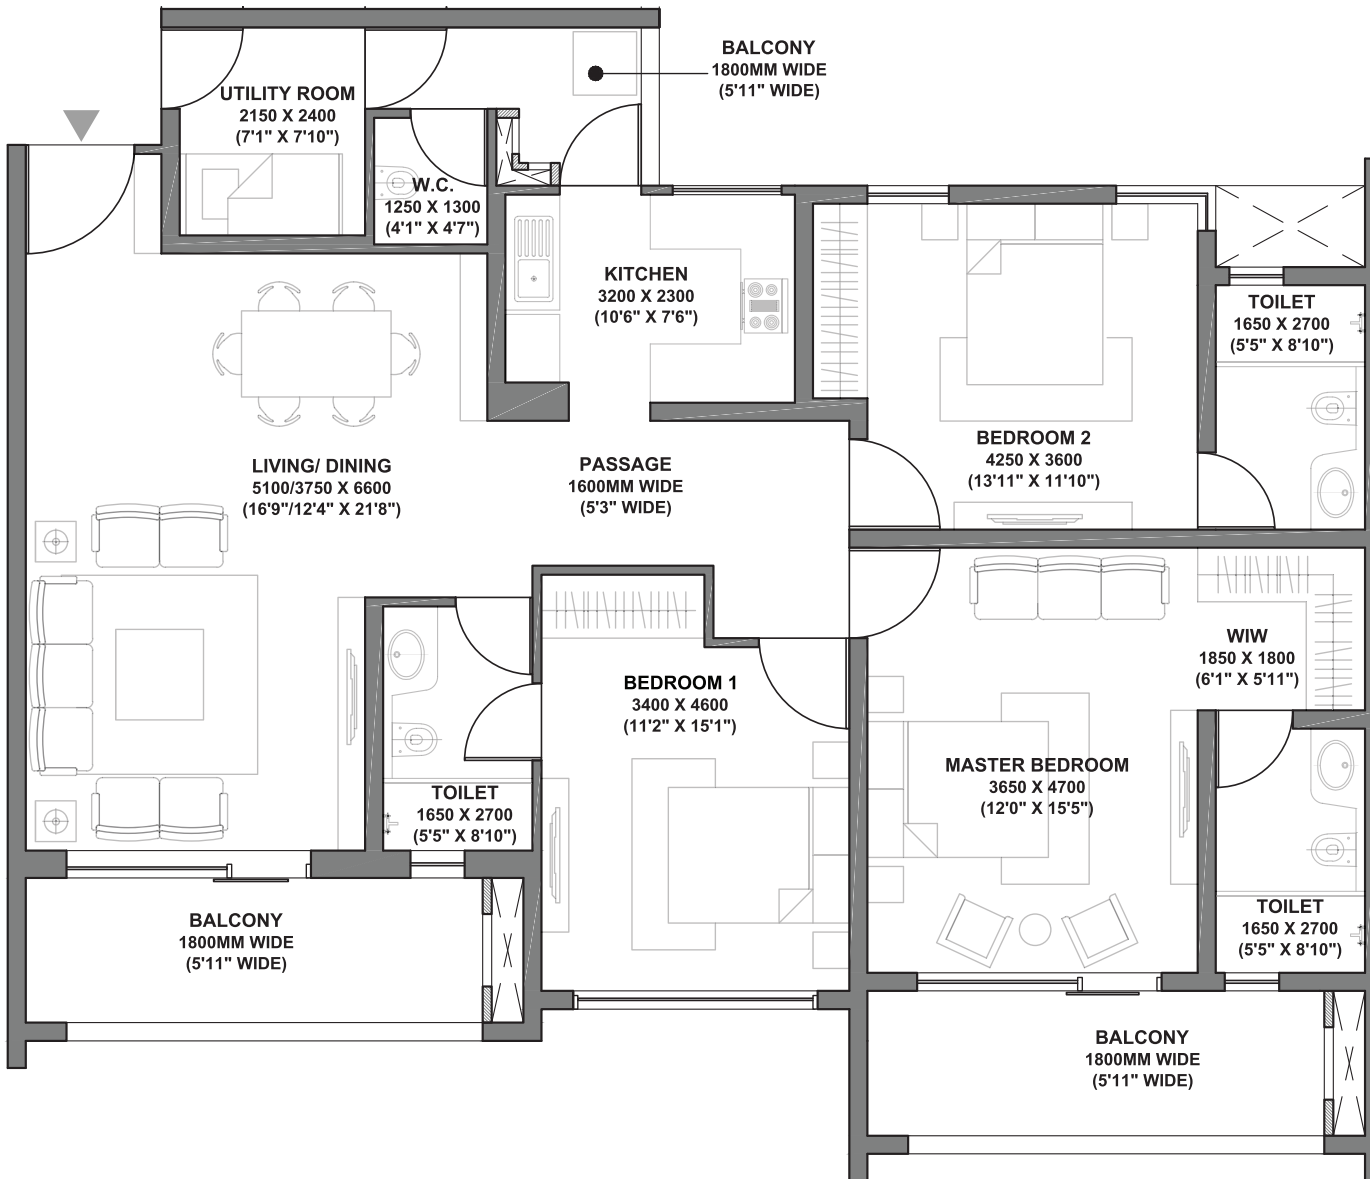 BALCONY
1800MM WIDE
(5'11" WIDE)
UTILITY ROOM
2150 X 2400
(7'1" X 7'10")
W.C.
1250 X 1300
(4'1" X 4'7")
KITCHEN
3200 X 2300
(10'6" X 7'6")
TOILET
1650 X 2700
(5'5" X 8'10")
LIVING/ DINING
5100/3750 X 6600
(16'9"/12'4" X 21'8")
PASSAGE
1600MM WIDE
(5'3" WIDE)
BEDROOM 2
4250 X 3600
(13'11" X 11'10")
WIW
1850 X 1800
(6'1" X 5'11")
BEDROOM 1
3400 X 4600
(11'2" X 15'1")
MASTER BEDROOM
3650 X 4700
(12'0" X 15'5")
TOILET
1650 X 2700
(5'5" X 8'10")
BALCONY
1800MM WIDE
(5'11" WIDE)
TOILET
1650 X 2700
(5'5" X 8'10")
BALCONY
1800MM WIDE
(5'11" WIDE)